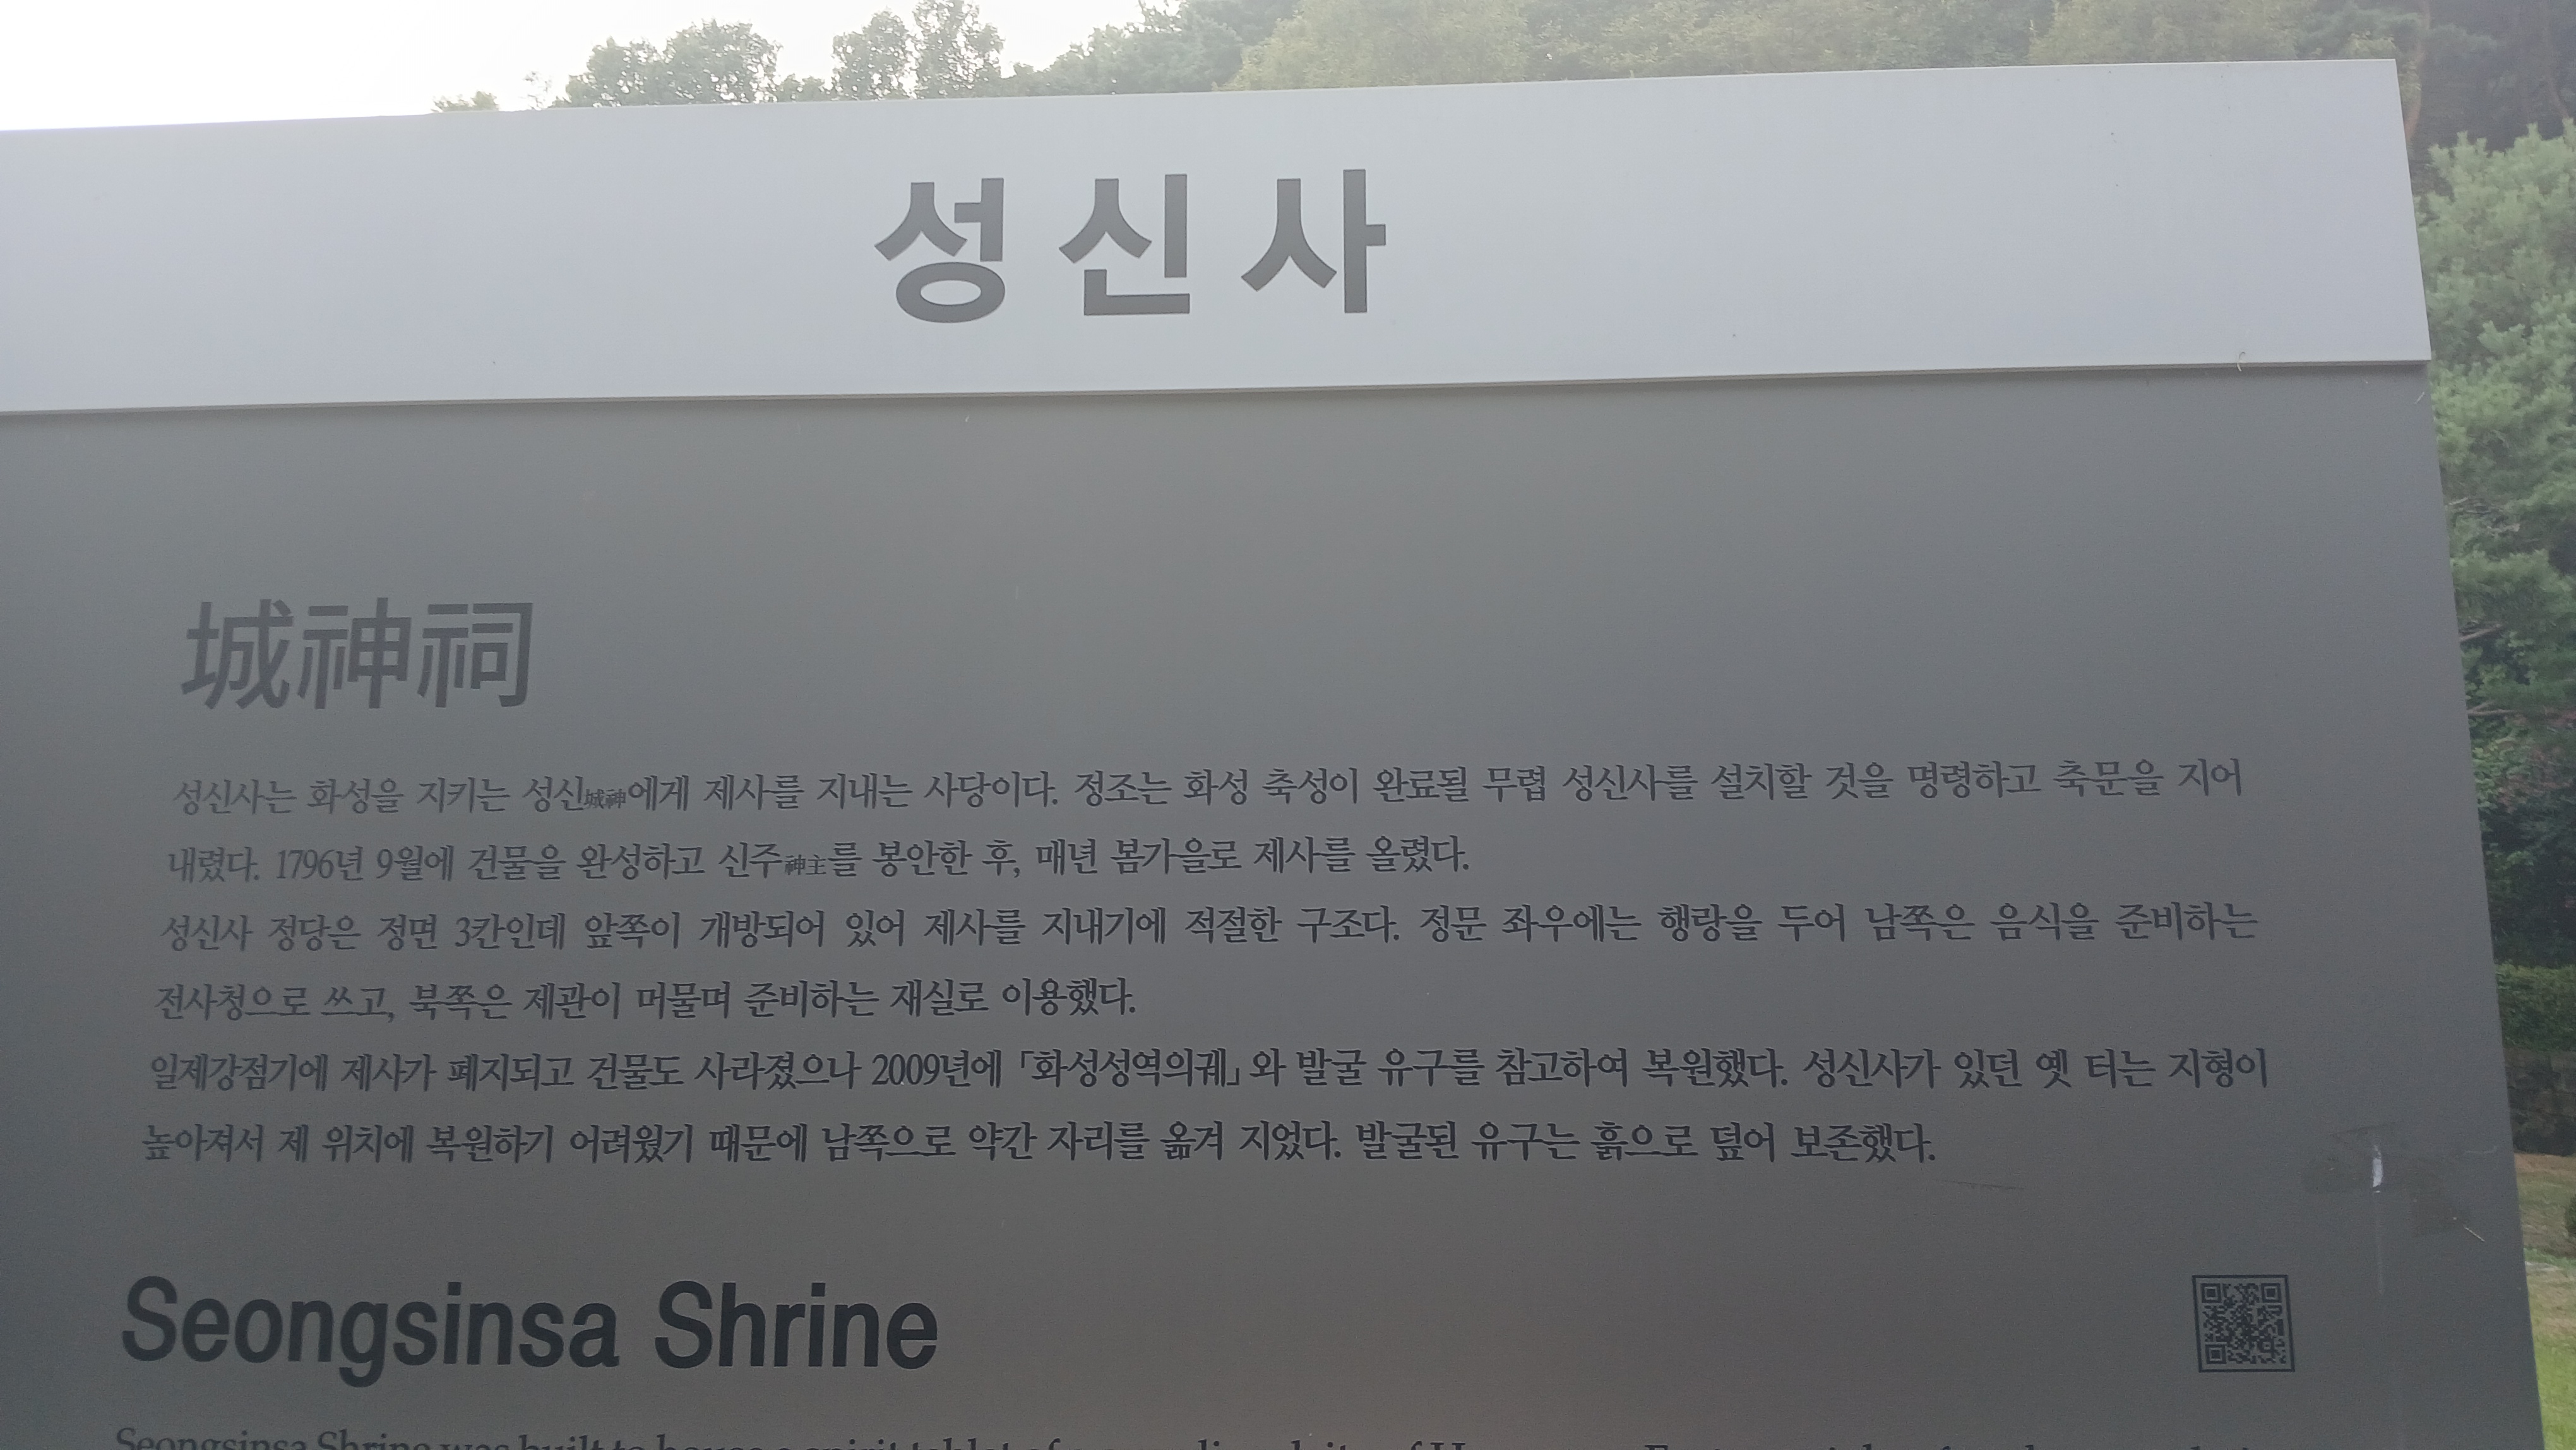 성신사
城神祠
성신사는 화성을 지키는 성신城神에게 제사를 지내는 사당이다. 정조는 화성 축성이 완료될 무렵 성신사를 설치할 것을 명령하고 축문을 지어
내렸다. 1796년 9월에 건물을 완성하고 신주神主를 봉안한 후, 매년 봄가을로 제사를 올렸다.
성신사 정당은 정면 3칸인데 앞쪽이 개방되어 있어 제사를 지내기에 적절한 구조다. 정문 좌우에는 행랑을 두어 남쪽은 음식을 준비하는
전사청으로 쓰고, 북쪽은 제관이 머물며 준비하는 재실로 이용했다.
일제강점기에 제사가 폐지되고 건물도 사라졌으나 2009년에 「화성성역의궤」와 발굴 유구를 참고하여 복원했다. 성신사가 있던 옛 터는 지형이
높아져서 제 위치에 복원하기 어려웠기 때문에 남쪽으로 약간 자리를 옮겨 지었다. 발굴된 유구는 흙으로 덮어 보존했다.
Seongsinsa Shrine
Seongsinsa Shrine was built to house a spirit tablet of